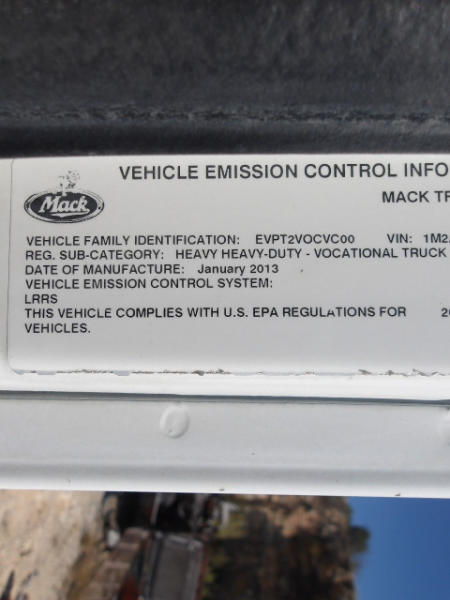 VEHICLE EMISSION CONTROL INFO
MACK TR
Mack
VEHICLE FAMILY IDENTIFICATION: EVPT2VOCVC00 VIN: 1M2
REG. SUB-CATEGORY: HEAVY HEAVY-DUTY - VOCATIONAL TRUCK
DATE OF MANUFACTURE: January 2013
VEHICLE EMISSION CONTROL SYSTEM:
LRRS
THIS VEHICLE COMPLIES WITH U.S. EPA REGULATIONS FOR 20
VEHICLES.